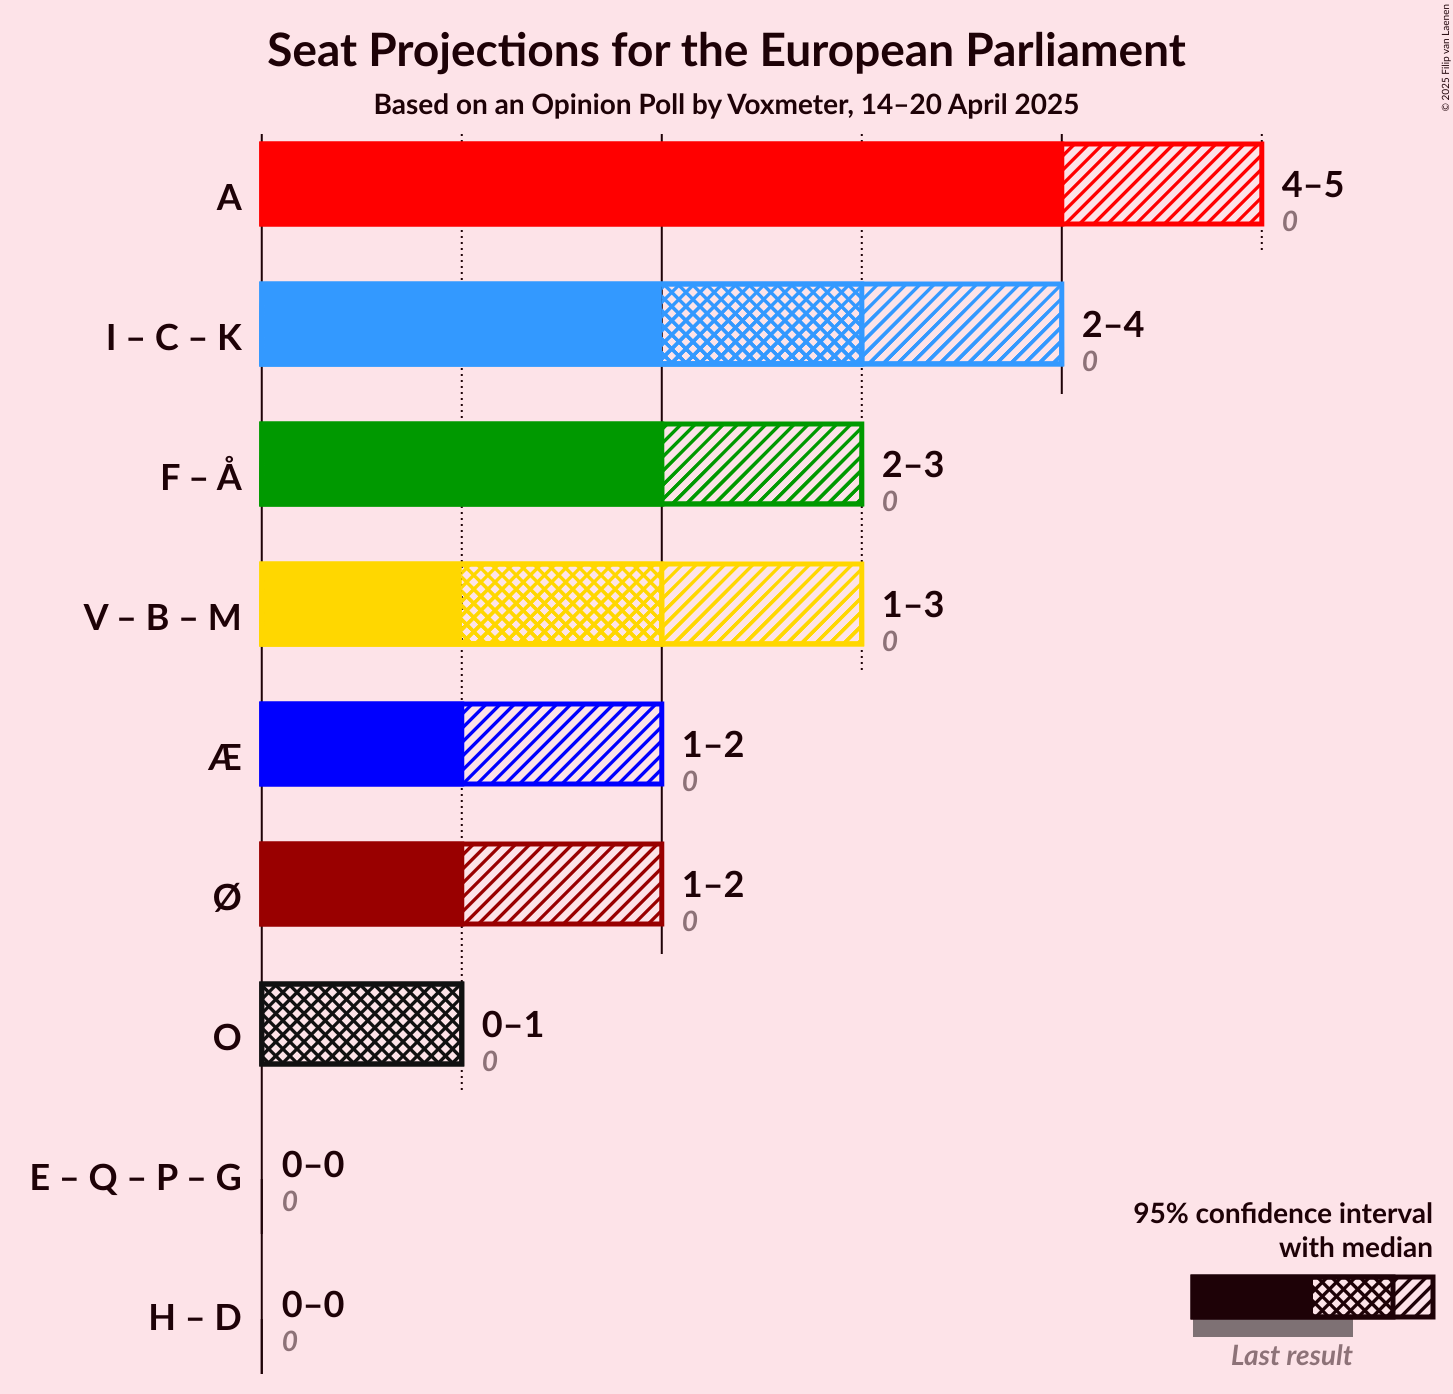 Seat Projections for the European Parliament
Based on an Opinion Poll by Voxmeter, 14–20 April 2025
© 2025 Filip van Laenen
A
4–5
0
I – C – K
2–4
0
F – Å
2–3
0
V – B – M
1–3
0
Æ
1–2
0
Ø
1–2
0
O
0–1
0
E – Q – P – G
0–0
0
H – D
0–0
0
95% confidence interval
with median
Last result